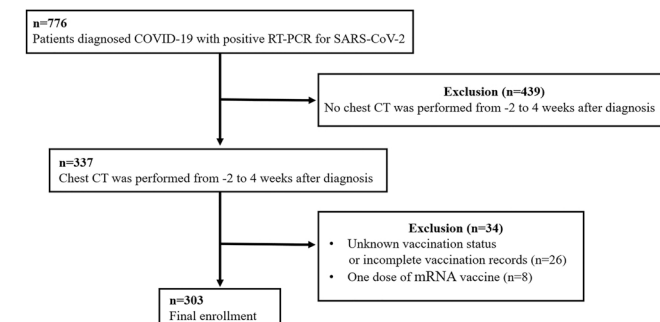 n=776
Patients diagnosed COVID-19 with positive RT-PCR for SARS-CoV-2
Exclusion (n=439)
No chest CT was performed from -2 to 4 weeks after diagnosis
n=337
Chest CT was performed from -2 to 4 weeks after diagnosis
Exclusion (n=34)
• Unknown vaccination status
or incomplete vaccination records (n=26)
• One dose of mRNA vaccine (n=8)
n=303
Final enrollment